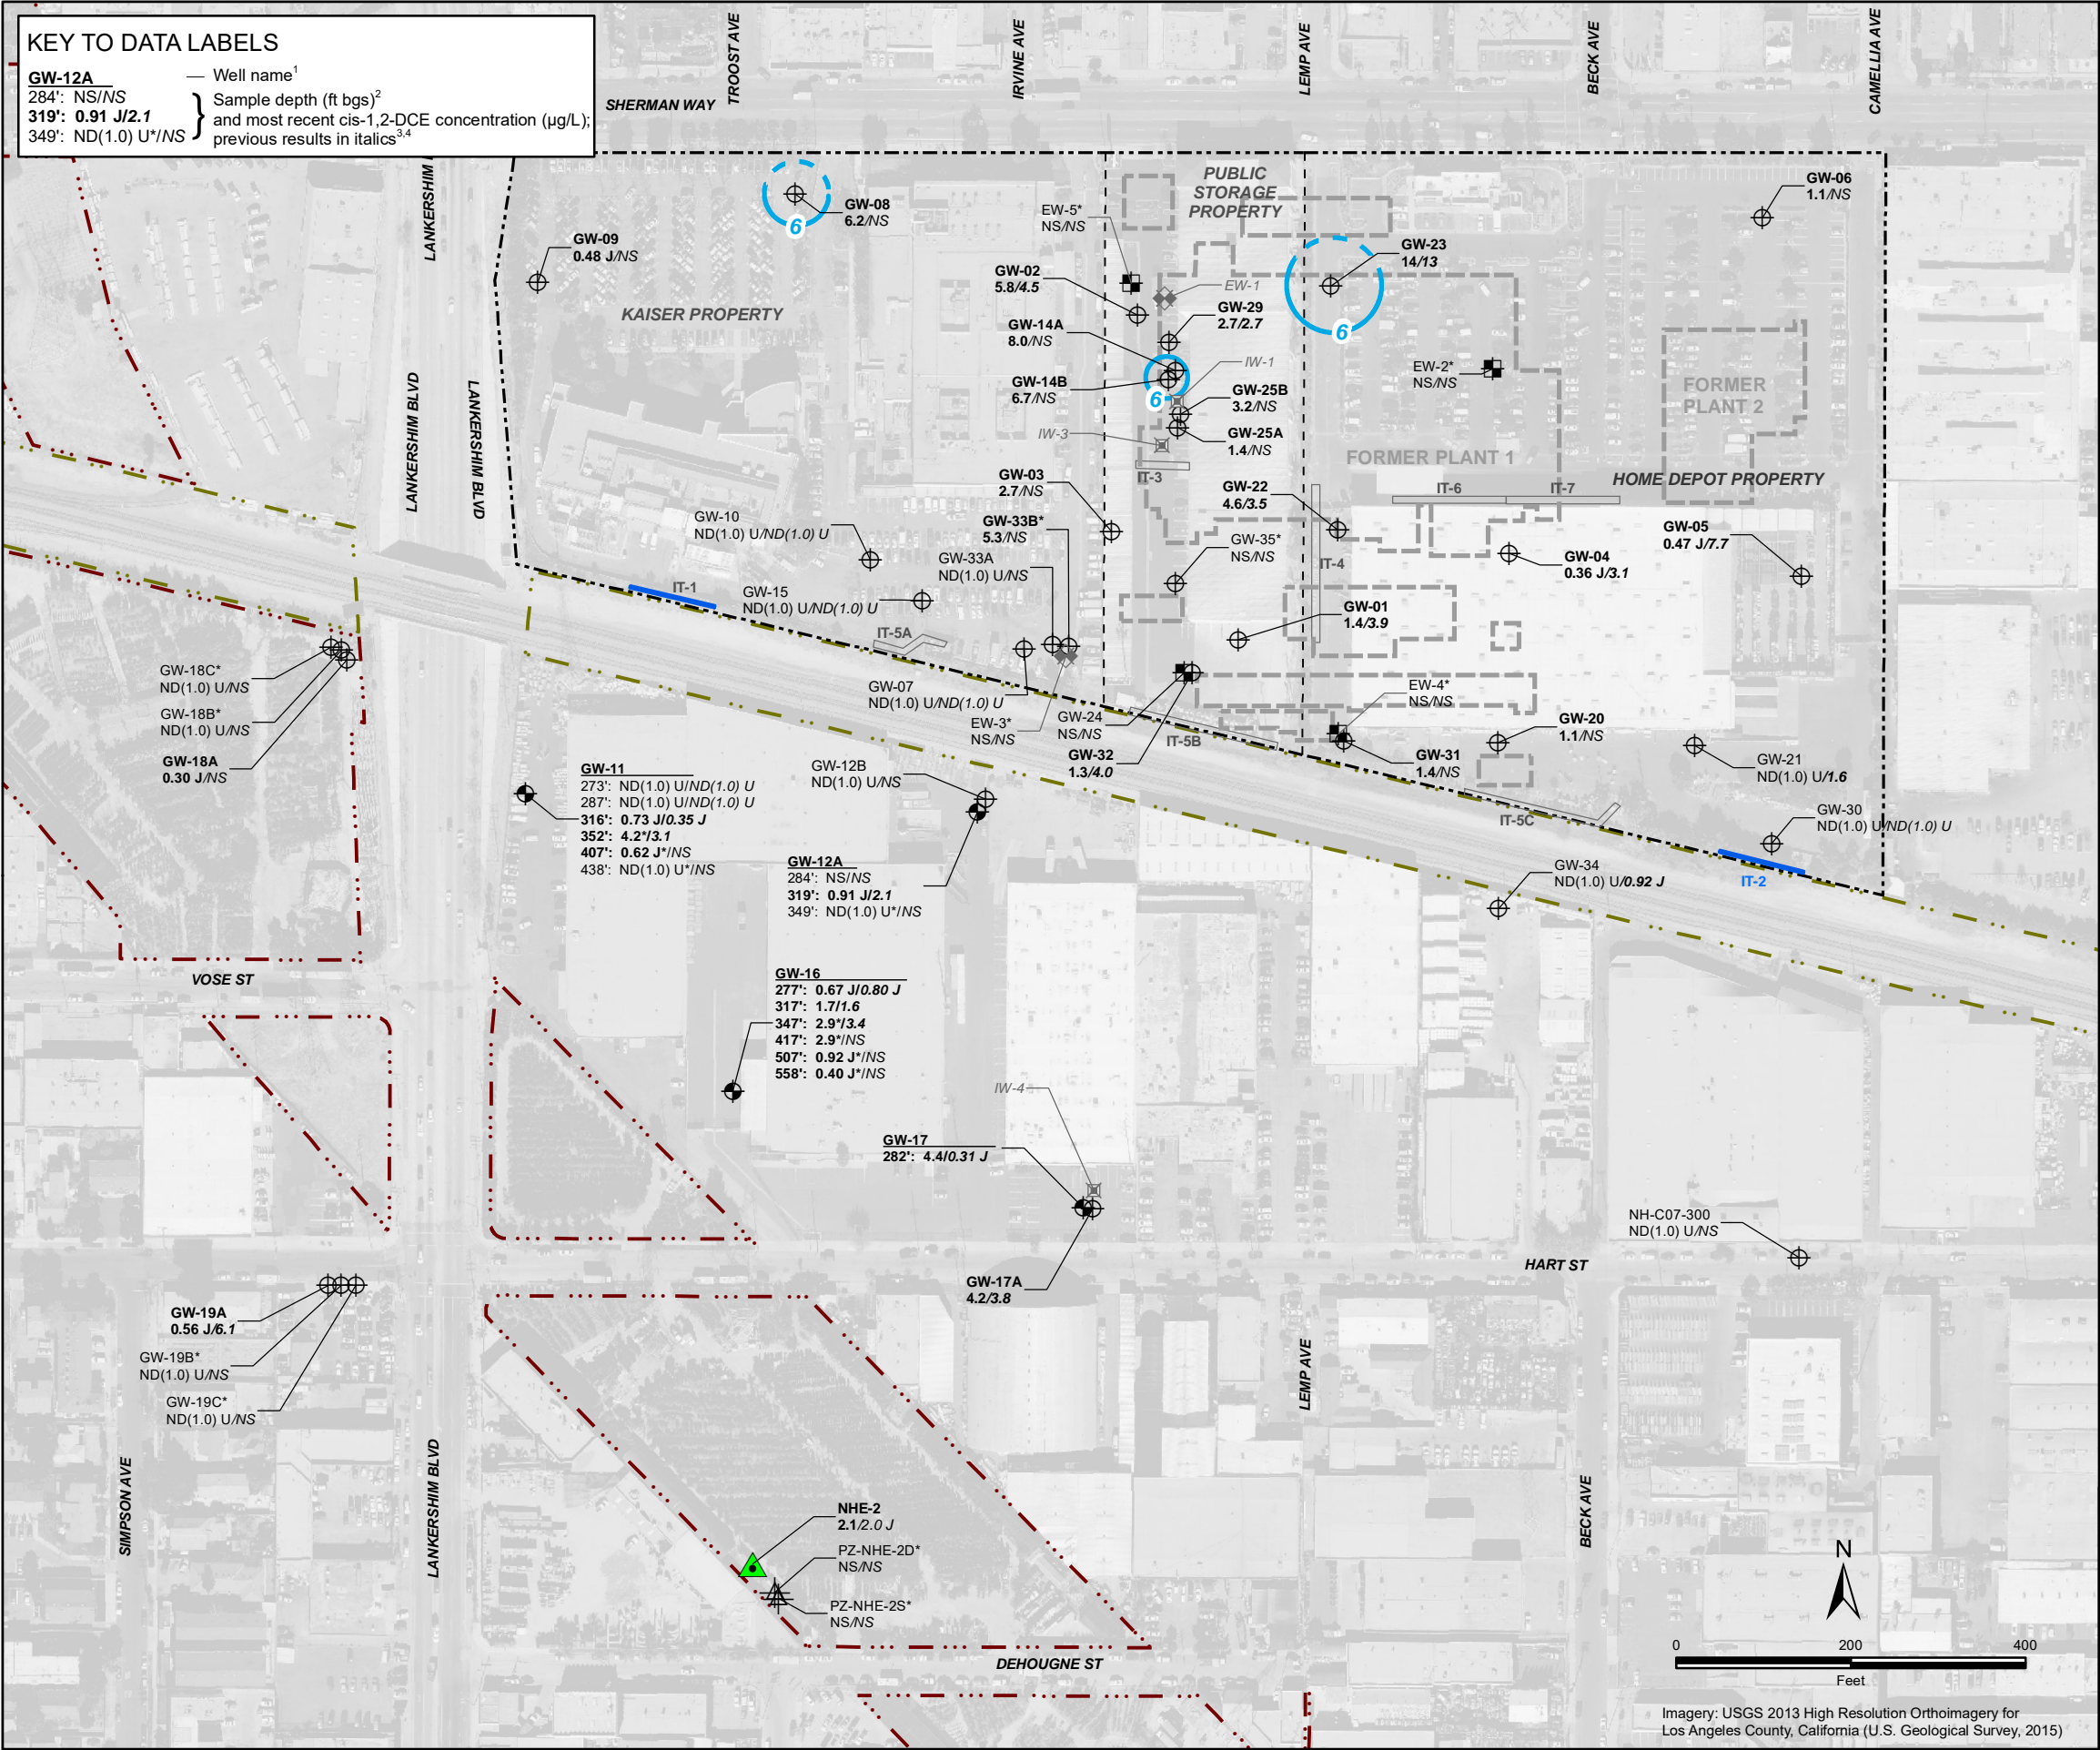 KEY TO DATA LABELS
GW-12A — Well name1
284': NS/NS
319': 0.91 J/2.1
349': ND(1.0) U*/NS
Sample depth (ft bgs)2
and most recent cis-1,2-DCE concentration (µg/L);
previous results in italics3,4
TROOST AVE
IRVINE AVE
LEMP AVE
BECK AVE
CAMELLIA AVE
SHERMAN WAY
LANKERSHIM BLVD
PUBLIC
STORAGE
PROPERTY
GW-06
1.1/NS
GW-08
6.2/NS
6
EW-5*
NS/NS
GW-09
0.48 J/NS
GW-23
14/13
6
GW-02
5.8/4.5
EW-1
KAISER PROPERTY
GW-29
2.7/2.7
GW-14A
8.0/NS
IW-1
EW-2*
NS/NS
GW-14B
6.7/NS
6
GW-25B
3.2/NS
FORMER
PLANT 2
LANKERSHIM BLVD
LANKERSHIM BLVD
IW-3
GW-25A
1.4/NS
FORMER PLANT 1
IT-3
HOME DEPOT PROPERTY
GW-03
2.7/NS
GW-22
4.6/3.5
IT-6
IT-7
GW-10
ND(1.0) U/ND(1.0) U
GW-33B*
5.3/NS
GW-35*
NS/NS
GW-05
0.47 J/7.7
GW-33A
ND(1.0) U/NS
IT-4
GW-04
0.36 J/3.1
IT-1
GW-15
ND(1.0) U/ND(1.0) U
GW-01
1.4/3.9
IT-5A
GW-18C*
ND(1.0) U/NS
GW-07
ND(1.0) U/ND(1.0) U
EW-4*
NS/NS
GW-18B*
ND(1.0) U/NS
EW-3*
NS/NS
GW-24
NS/NS
IT-5B
GW-20
1.1/NS
GW-18A
0.30 J/NS
GW-32
1.3/4.0
GW-31
1.4/NS
GW-21
ND(1.0) U/1.6
GW-11
273': ND(1.0) U/ND(1.0) U
287': ND(1.0) U/ND(1.0) U
316': 0.73 J/0.35 J
352': 4.2*/3.1
407': 0.62 J*/NS
438': ND(1.0) U*/NS
GW-12B
ND(1.0) U/NS
IT-5C
GW-30
ND(1.0) U/ND(1.0) U
GW-12A
284': NS/NS
319': 0.91 J/2.1
349': ND(1.0) U*/NS
GW-34
ND(1.0) U/0.92 J
IT-2
VOSE ST
GW-16
277': 0.67 J/0.80 J
317': 1.7/1.6
347': 2.9*/3.4
417': 2.9*/NS
507': 0.92 J*/NS
558': 0.40 J*/NS
IW-4
GW-17
282': 4.4/0.31 J
NH-C07-300
ND(1.0) U/NS
HART ST
GW-17A
4.2/3.8
GW-19A
0.56 J/6.1
GW-19B*
ND(1.0) U/NS
GW-19C*
ND(1.0) U/NS
LEMP AVE
SIMPSON AVE
LANKERSHIM BLVD
BECK AVE
NHE-2
2.1/2.0 J
PZ-NHE-2D*
NS/NS
PZ-NHE-2S*
NS/NS
DEHOUGNE ST
N
0 200 400
Feet
Imagery: USGS 2013 High Resolution Orthoimagery for
Los Angeles County, California (U.S. Geological Survey, 2015)